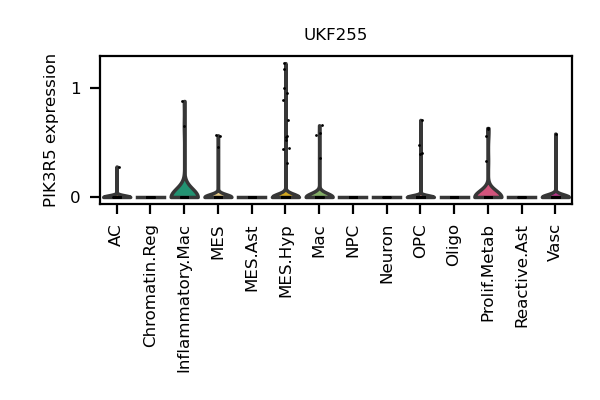 UKF255
PIK3R5 expression
1
0
AC
Chromatin.Reg
Inflammatory.Mac
MES
MES.Ast
MES.Hyp
Mac
NPC
Neuron
OPC
Oligo
Prolif.Metab
Reactive.Ast
Vasc